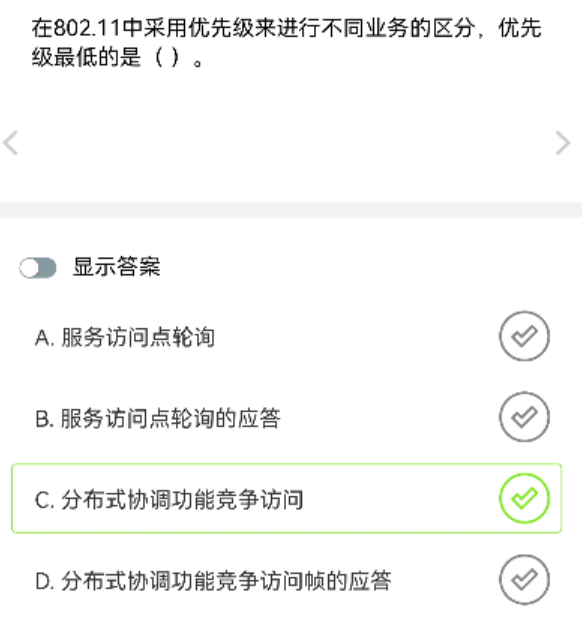 在802.11中采用优先级来进行不同业务的区分，优先
级最低的是（ ）。
显示答案
A. 服务访问点轮询
B. 服务访问点轮询的应答
C. 分布式协调功能竞争访问
D. 分布式协调功能竞争访问帧的应答